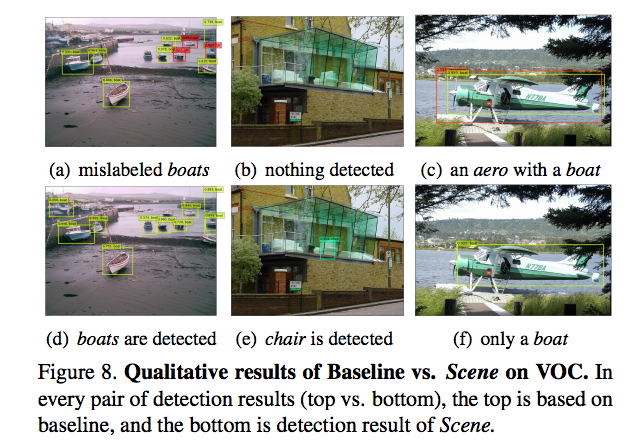 (a) mislabeled boats (b) nothing detected (c) an aero with a boat
N77BA
(d) boats are detected (e) chair is detected (f) only a boat
Figure 8. Qualitative results of Baseline vs. Scene on VOC. In
every pair of detection results (top vs. bottom), the top is based on
baseline, and the bottom is detection result of Scene.